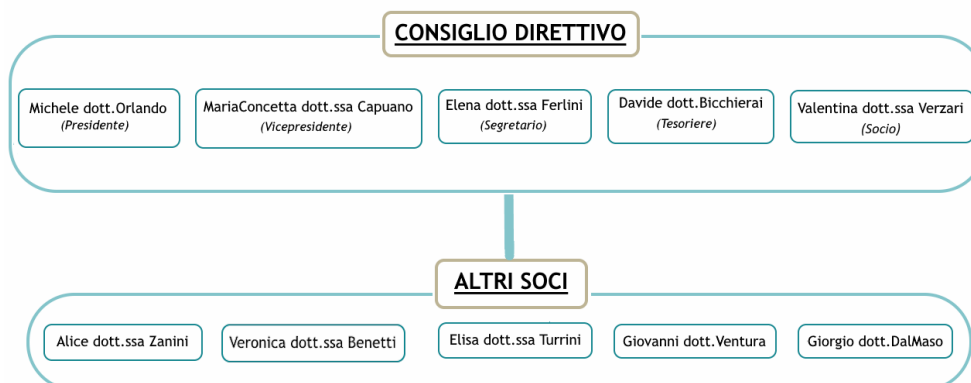 CONSIGLIO DIRETTIVO
Michele dott.Orlando
(Presidente)
MariaConcetta dott.ssa Capuano
(Vicepresidente)
Elena dott.ssa Ferlini
(Segretario)
Davide dott.Bicchierai
(Tesoriere)
Valentina dott.ssa Verzari
(Socio)
ALTRI SOCI
Alice dott.ssa Zanini
Veronica dott.ssa Benetti
Elisa dott.ssa Turrini
Giovanni dott.Ventura
Giorgio dott.DalMaso